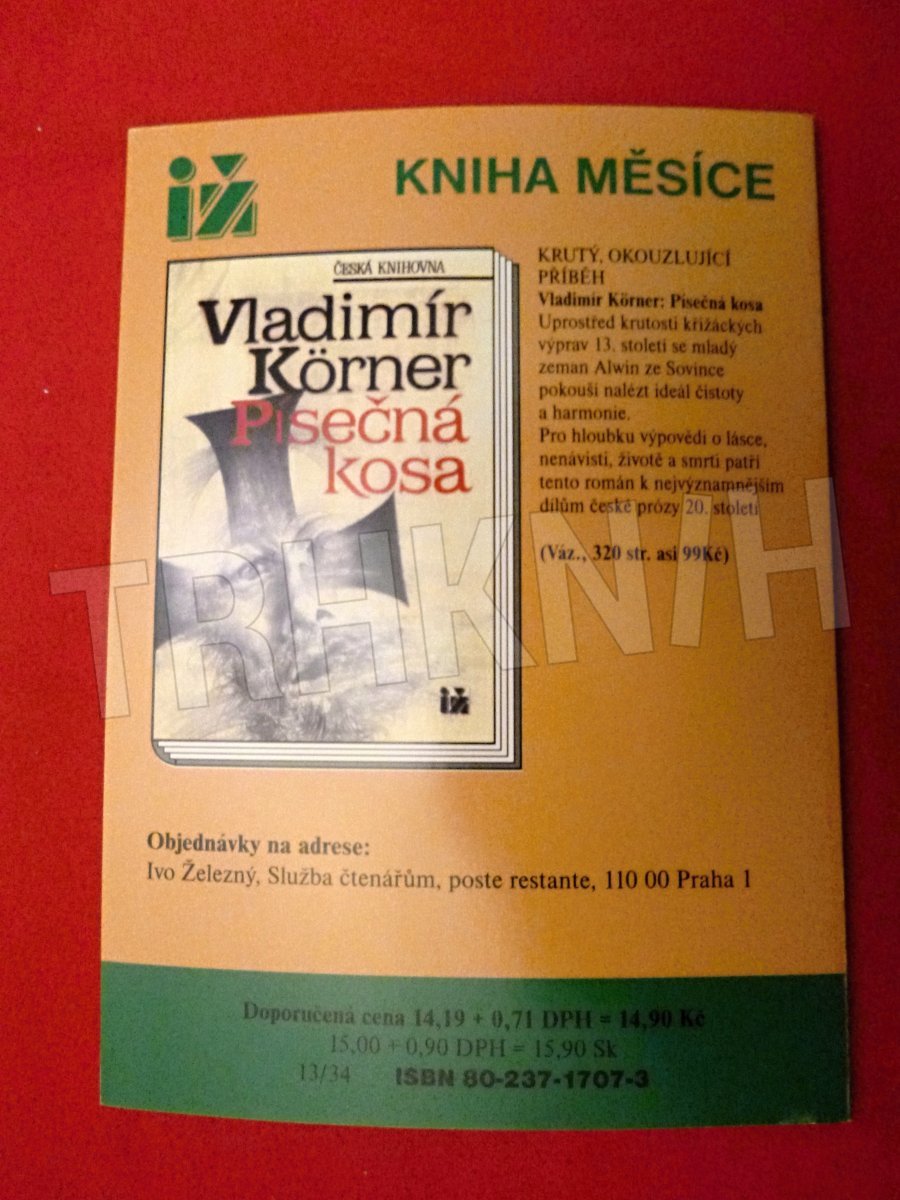 iž
KNIHA MĚSÍCE
ČESKÁ KNIHOVNA
Vladimír
Körner
Písečná
kosa
iž
KRUTÝ, OKOUZLUJÍCÍ
PŘÍBĚH
Vladimír Körner: Písečná kosa
Uprostřed krutostí křižáckých
výprav 13. století se mladý
zeman Alwin ze Sovince
pokouší nalézt ideál čistoty
a harmonie.
Pro hloubku výpovědi o lásce,
nenávisti, životě a smrti patří
tento román k nejvýznamnějším
dílům české prózy 20. století
(Váz., 320 str. asi 99Kč)
TRHKNIH
Objednávky na adrese:
Ivo Železný, Služba čtenářům, poste restante, 110 00 Praha 1
Doporučená cena 14,19 + 0,71 DPH = 14,90 Kč
15,00 + 0,90 DPH = 15,90 Sk
13/34 ISBN 80-237-1707-3